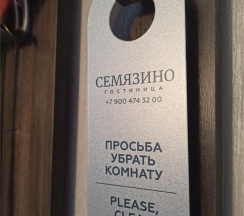 СЕМЯЗИНО
ГОСТИНИЦА
+7 900 474 32 00
ПРОСЬБА
УБРАТЬ
КОМНАТУ
PLEASE,